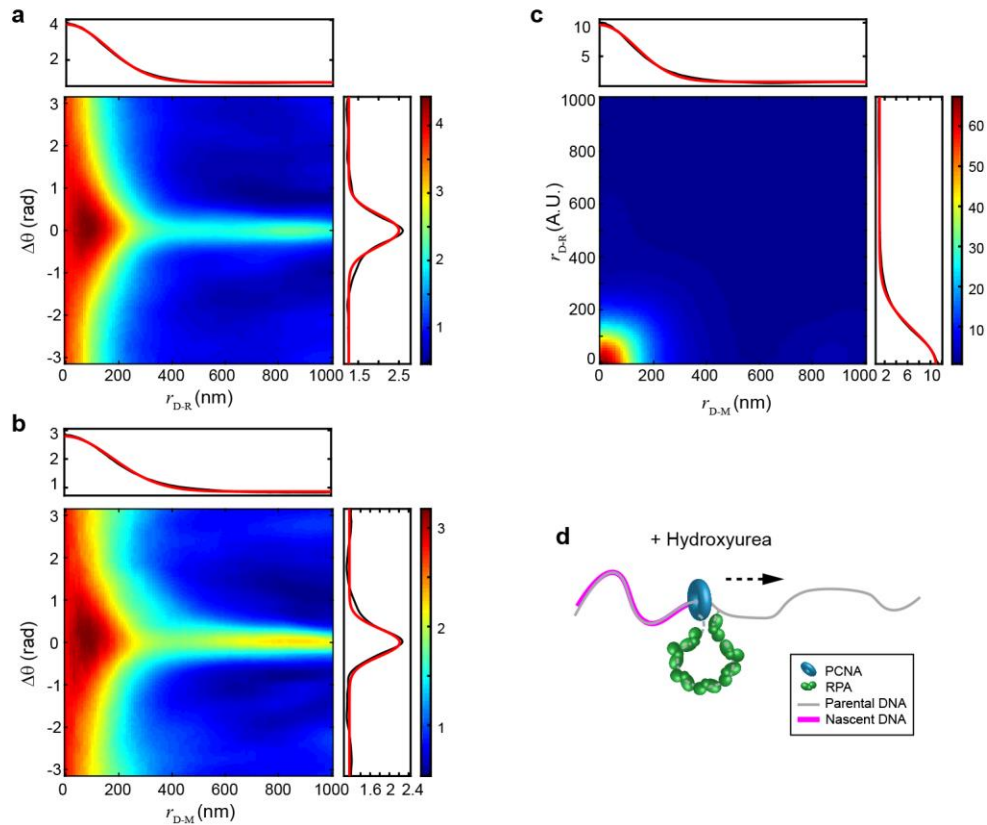 a
4
2
3
2
1
0
-1
-2
-3
Δθ (rad)
0 200 400 600 800 1000
r D-R (nm)
1.5 2.5
4
3
2
1
b
3
2
1
3
2
1
0
-1
-2
-3
Δθ (rad)
0 200 400 600 800 1000
r D-M (nm)
1.6 2 2.4
3
2
1
c
10
5
1000
800
600
400
200
0
r D-R (A.U.)
0 200 400 600 800 1000
r D-M (nm)
2 6 10
60
50
40
30
20
10
d
+ Hydroxyurea
PCNA
RPA
Parental DNA
Nascent DNA